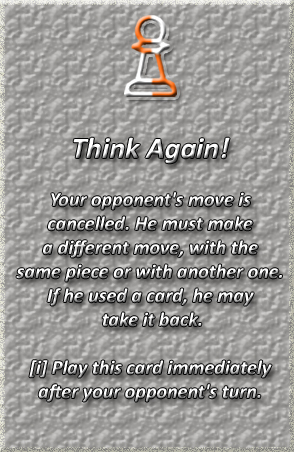 Think Again!
Your opponent's move is
cancelled. He must make
a different move, with the
same piece or with another one.
If he used a card, he may
take it back.
[i] Play this card immediately
after your opponent's turn.